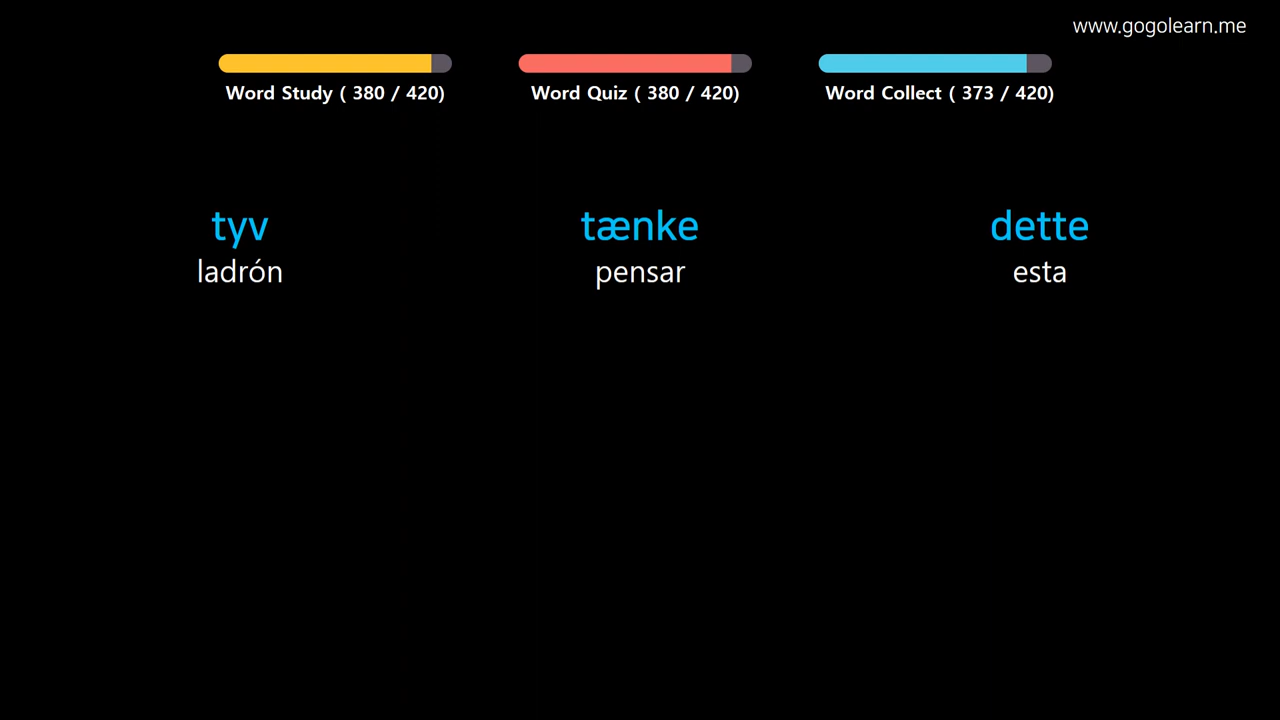 www.gogolearn.me
Word Study ( 380 / 420)
Word Quiz ( 380 / 420)
Word Collect ( 373 / 420)
tyv
ladrón
tænke
pensar
dette
esta